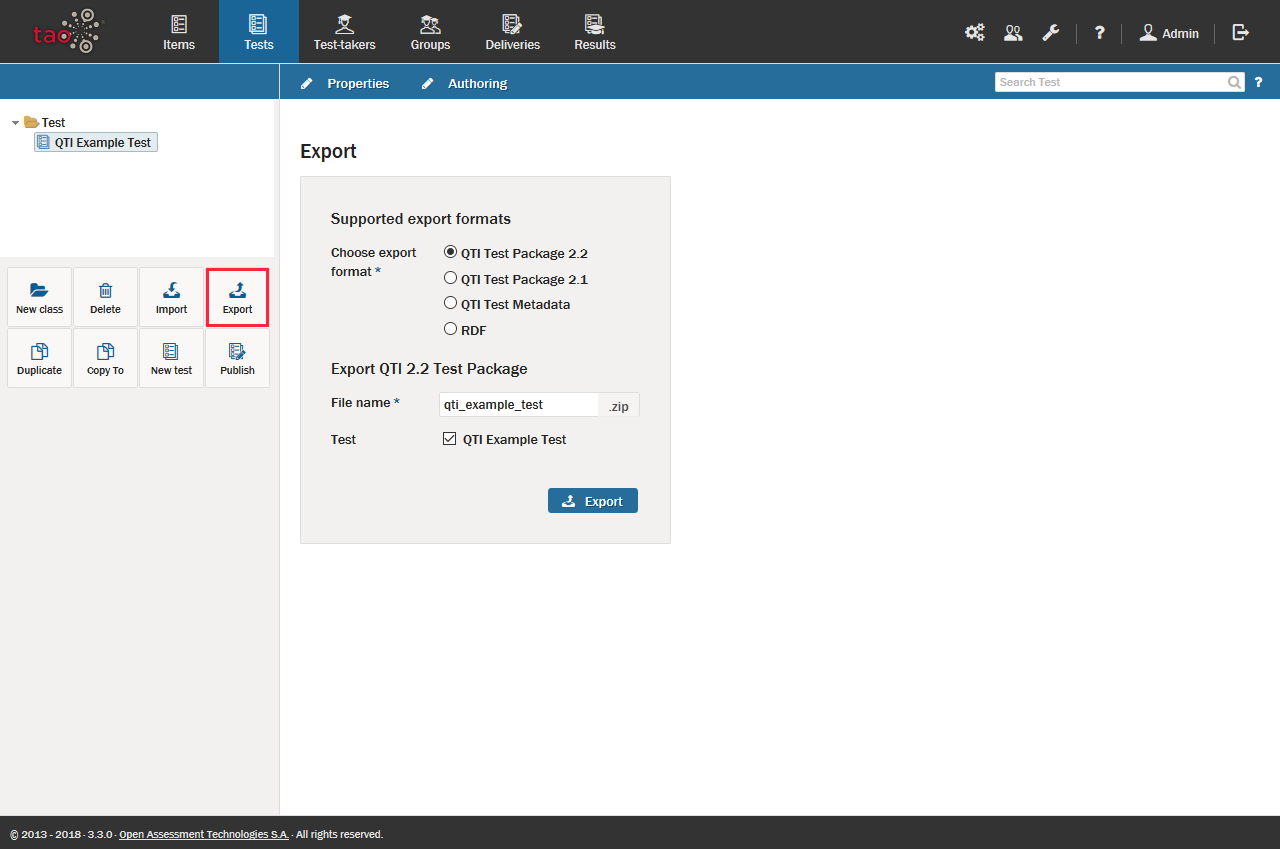 tao
Items
Tests
Test-takers
Groups
Deliveries
Results
?
Admin
Properties
Authoring
Search Test
?
Test
QTI Example Test
New class
Delete
Import
Export
Duplicate
Copy To
New test
Publish
Export
Supported export formats
Choose export
format *
QTI Test Package 2.2
QTI Test Package 2.1
QTI Test Metadata
RDF
Export QTI 2.2 Test Package
File name *
qti_example_test
.zip
Test
QTI Example Test
Export
© 2013 - 2018 · 3.3.0 · Open Assessment Technologies S.A. · All rights reserved.